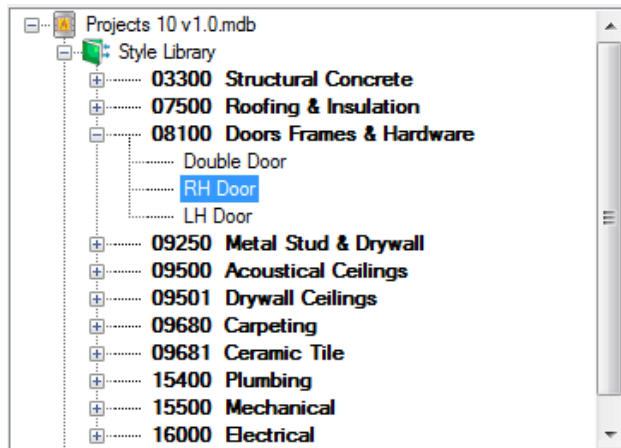 Projects 10 v1.0.mdb
Style Library
03300 Structural Concrete
07500 Roofing & Insulation
08100 Doors Frames & Hardware
Double Door
RH Door
LH Door
09250 Metal Stud & Drywall
09500 Acoustical Ceilings
09501 Drywall Ceilings
09680 Carpeting
09681 Ceramic Tile
15400 Plumbing
15500 Mechanical
16000 Electrical